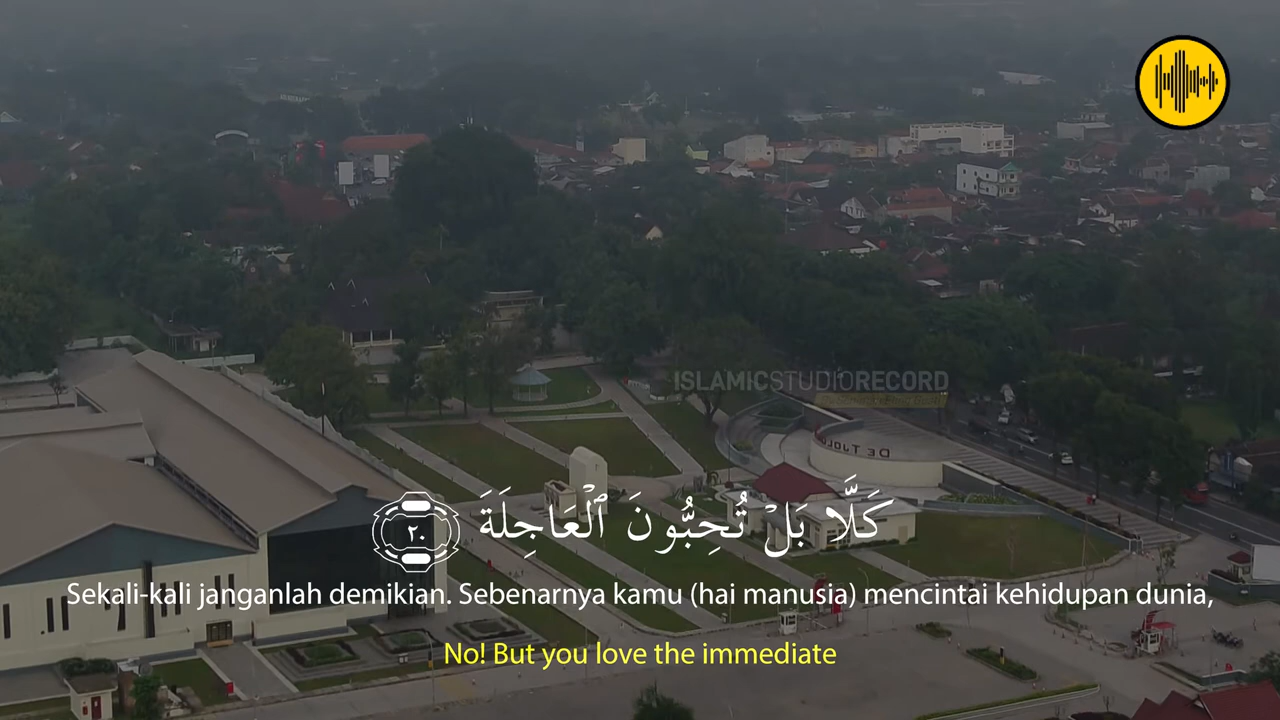 ISLAMICSTUDIORECORD
كَلَّا بَلْ تُحِبُّونَ ٱلْعَاجِلَةَ ٢٠
Sekali-kali janganlah demikian. Sebenarnya kamu (hai manusia) mencintai kehidupan dunia,
No! But you love the immediate